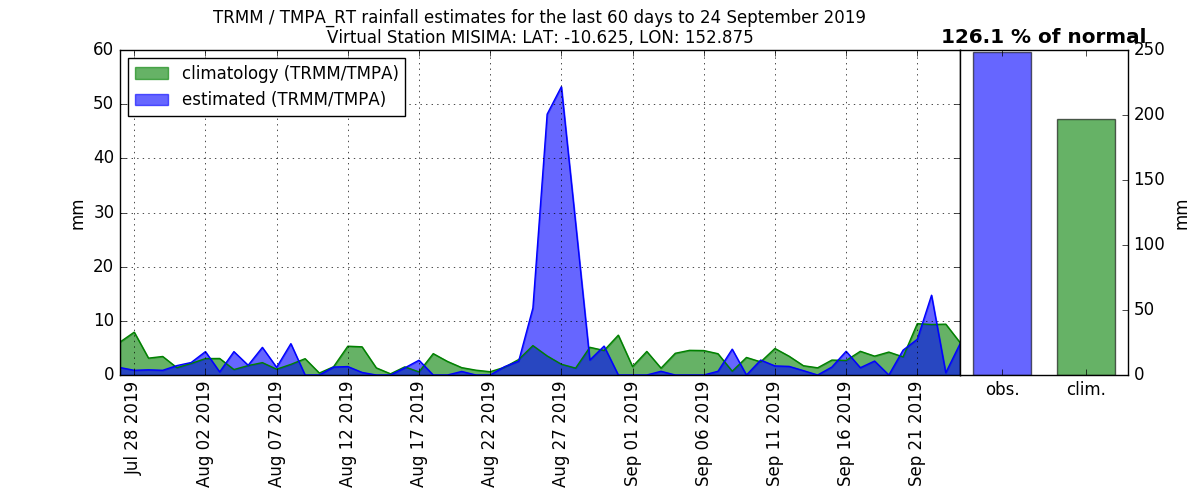 TRMM / TMPA_RT rainfall estimates for the last 60 days to 24 September 2019
Virtual Station MISIMA: LAT: -10.625, LON: 152.875
126.1 % of normal
climatology (TRMM/TMPA)
estimated (TRMM/TMPA)
mm
60
50
40
30
20
10
0
Jul 28 2019
Aug 02 2019
Aug 07 2019
Aug 12 2019
Aug 17 2019
Aug 22 2019
Aug 27 2019
Sep 01 2019
Sep 06 2019
Sep 11 2019
Sep 16 2019
Sep 21 2019
obs.
clim.
250
200
150
100
50
0
mm